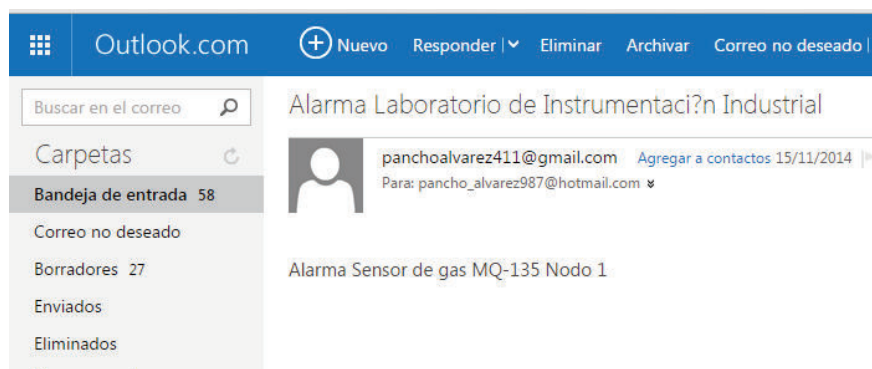 Outlook.com
Nuevo Responder Eliminar Archivar Correo no deseado
Buscar en el correo
Alarma Laboratorio de Instrumentaci?n Industrial
Carpetas
panchoalvarez411@gmail.com Agregar a contactos 15/11/2014
Para: pancho_alvarez987@hotmail.com
Bandeja de entrada 58
Correo no deseado
Borradores 27
Alarma Sensor de gas MQ-135 Nodo 1
Enviados
Eliminados